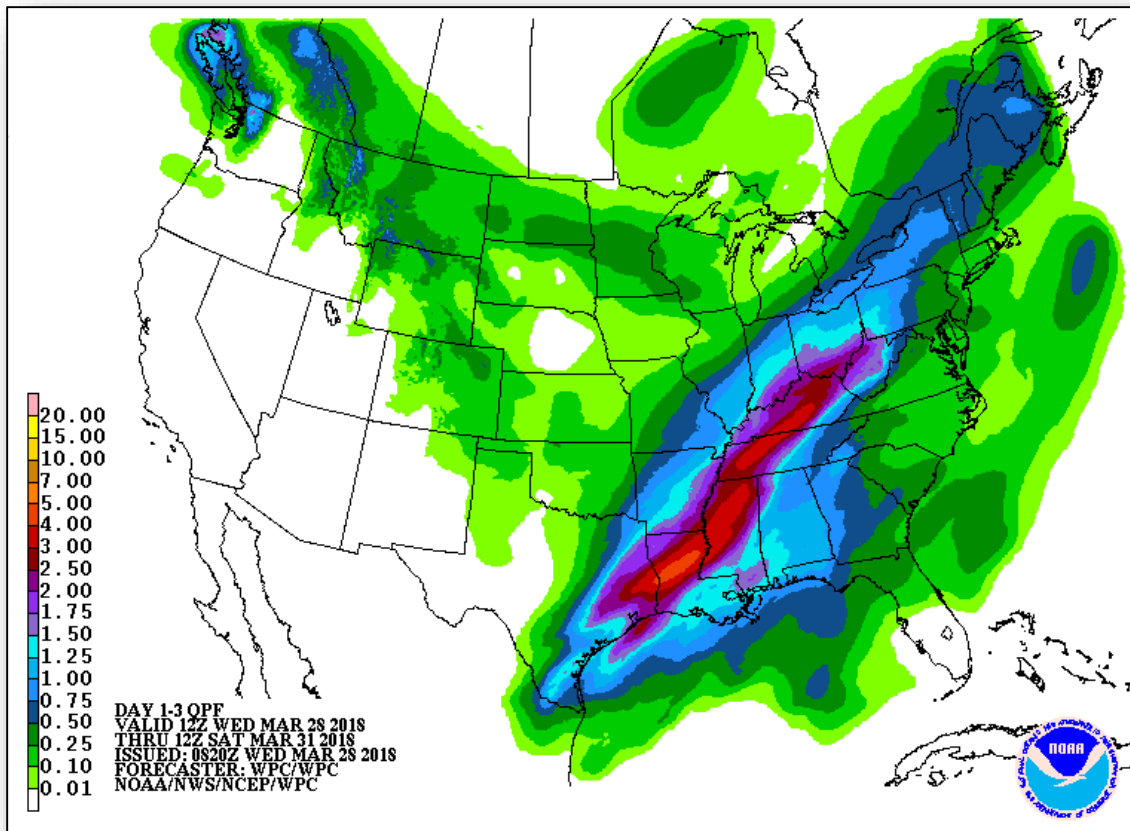 20.00
15.00
10.00
7.00
5.00
4.00
3.00
2.50
2.00
1.75
1.50
1.25
1.00
0.75
0.50
0.25
0.10
0.01
DAY 1-3 QPF
VALID 12Z WED MAR 28 2018
THRU 12Z SAT MAR 31 2018
ISSUED: 0820Z WED MAR 28 2018
FORECASTER: WPC/WPC
NOAA/NWS/NCEP/WPC
NOAA